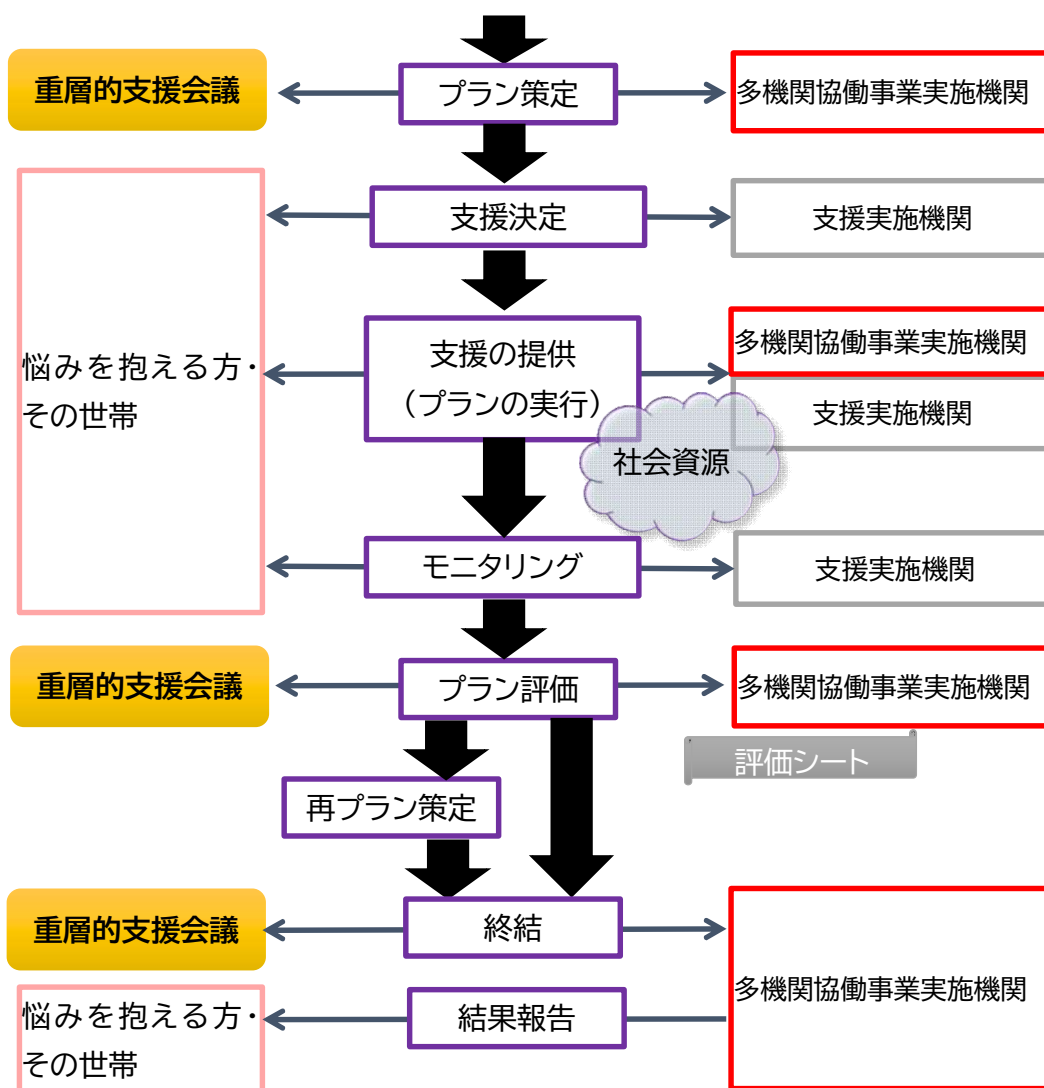 重層的支援会議
プラン策定
多機関協働事業実施機関
支援決定
支援実施機関
悩みを抱える方・
その世帯
支援の提供
（プランの実行）
多機関協働事業実施機関
支援実施機関
社会資源
モニタリング
支援実施機関
重層的支援会議
プラン評価
多機関協働事業実施機関
評価シート
再プラン策定
重層的支援会議
終結
多機関協働事業実施機関
悩みを抱える方・
その世帯
結果報告